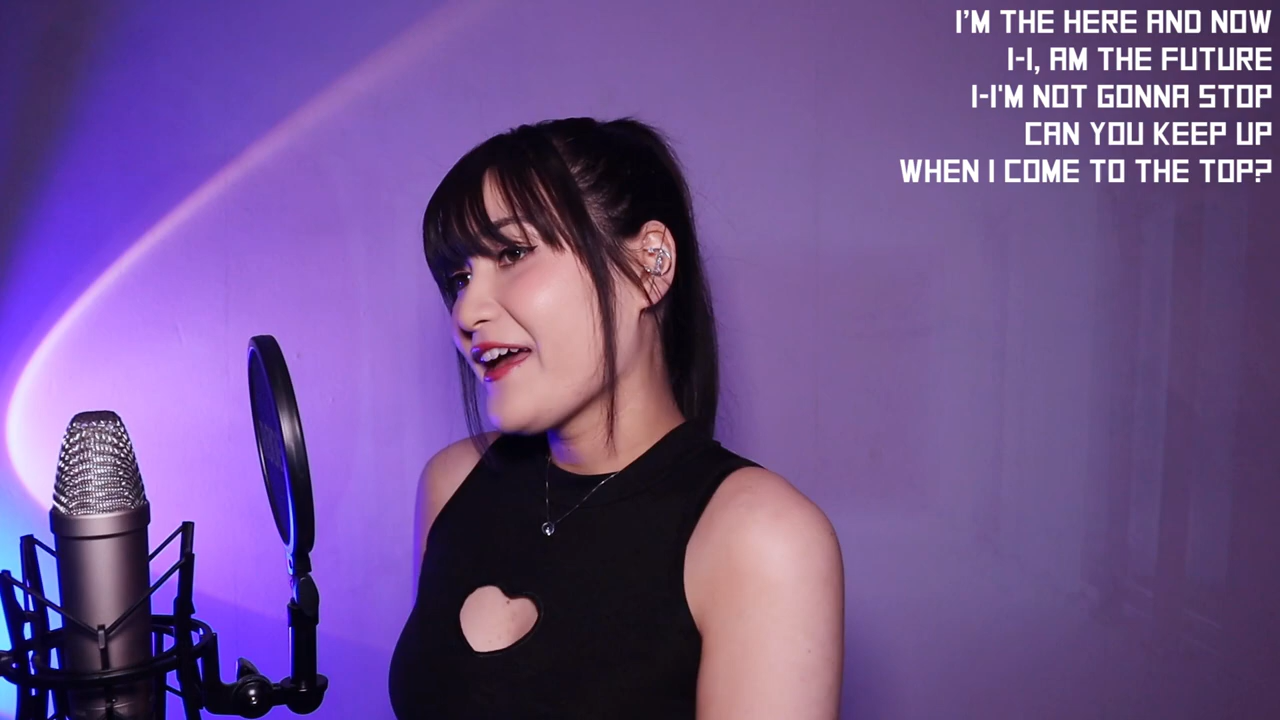 I'M THE HERE AND NOW
I-I, AM THE FUTURE
I-I'M NOT GONNA STOP
CAN YOU KEEP UP
WHEN I COME TO THE TOP?